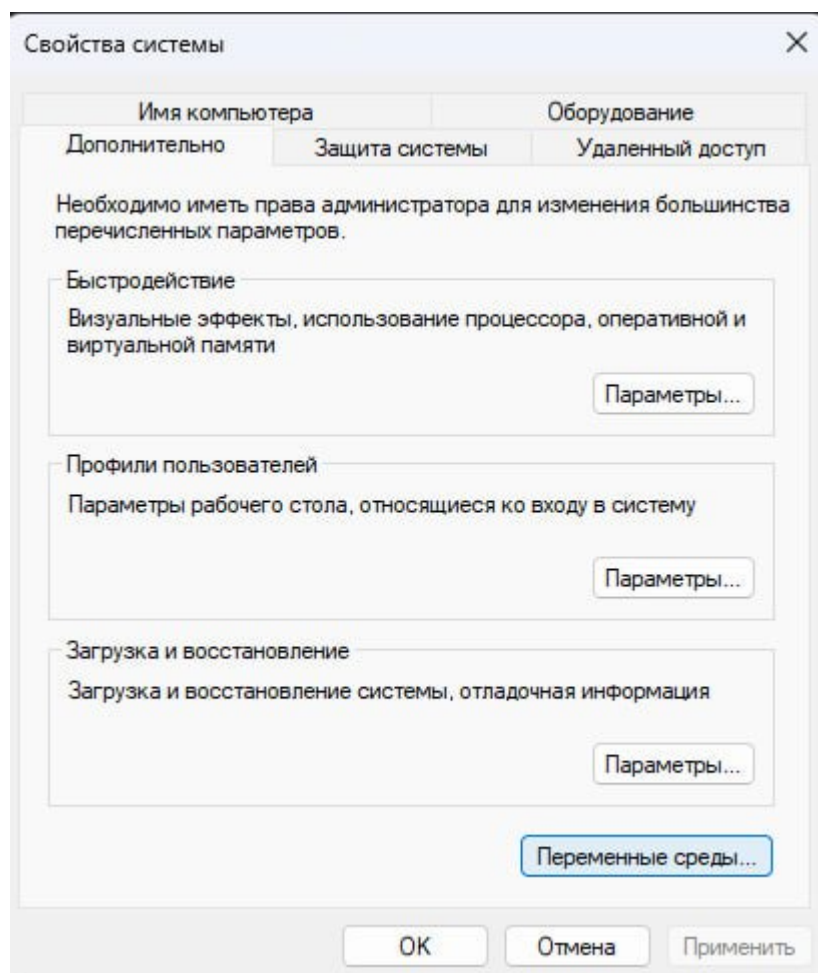 Свойства системы
Имя компьютера
Оборудование
Дополнительно
Защита системы
Удаленный доступ
Необходимо иметь права администратора для изменения большинства
перечисленных параметров.
Быстродействие
Визуальные эффекты, использование процессора, оперативной и
виртуальной памяти
Параметры...
Профили пользователей
Параметры рабочего стола, относящиеся ко входу в систему
Параметры...
Загрузка и восстановление
Загрузка и восстановление системы, отладочная информация
Параметры...
Переменные среды...
ОК
Отмена
Применить